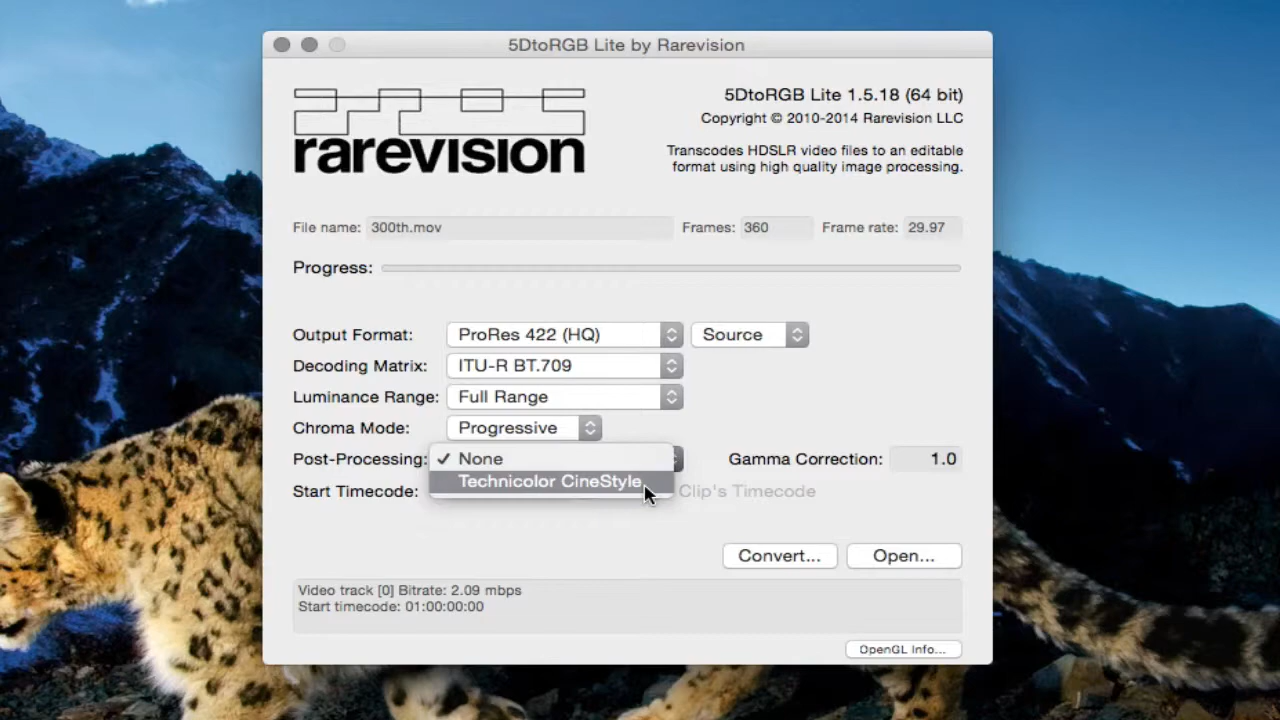 5DtoRGB Lite by Rarevision
rarevision
5DtoRGB Lite 1.5.18 (64 bit)
Copyright © 2010-2014 Rarevision LLC
Transcodes HDSLR video files to an editable
format using high quality image processing.
File name: 300th.mov Frames: 360 Frame rate: 29.97
Progress:
Output Format: ProRes 422 (HQ) Source
Decoding Matrix: ITU-R BT.709
Luminance Range: Full Range
Chroma Mode: Progressive
Post-Processing: ✓ None Gamma Correction: 1.0
Technicolor CineStyle
Start Timecode: Clip's Timecode
Convert... Open...
Video track [0] Bitrate: 2.09 mbps
Start timecode: 01:00:00:00
OpenGL Info...